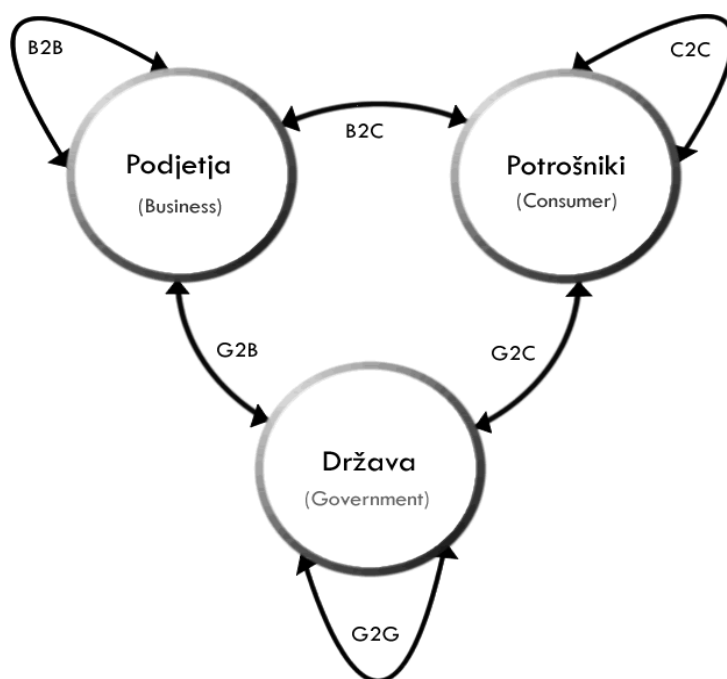 B2B
C2C
B2C
Podjetja
(Business)
Potrošniki
(Consumer)
G2B
G2C
Država
(Government)
G2G